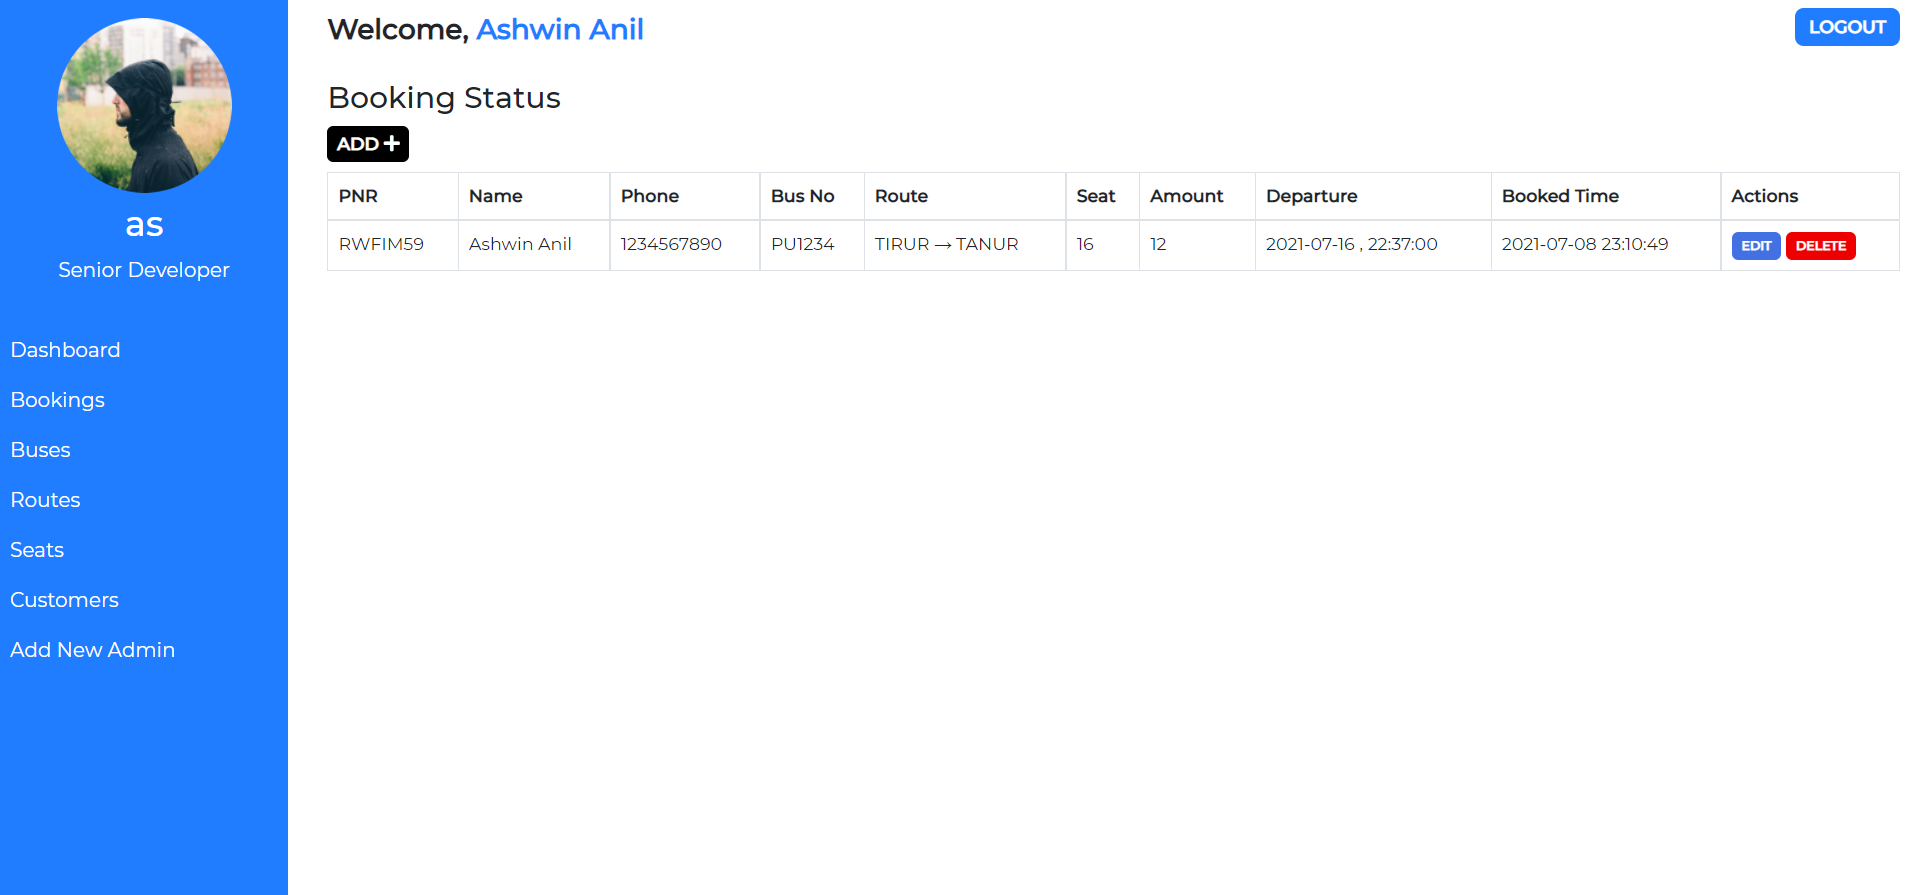 as
Senior Developer
Dashboard
Bookings
Buses
Routes
Seats
Customers
Add New Admin
Welcome, Ashwin Anil
LOGOUT
Booking Status
ADD
PNR Name Phone Bus No Route Seat Amount Departure Booked Time Actions
RWFIM59 Ashwin Anil 1234567890 PU1234 TIRUR → TANUR 16 12 2021-07-16 , 22:37:00 2021-07-08 23:10:49 EDIT DELETE